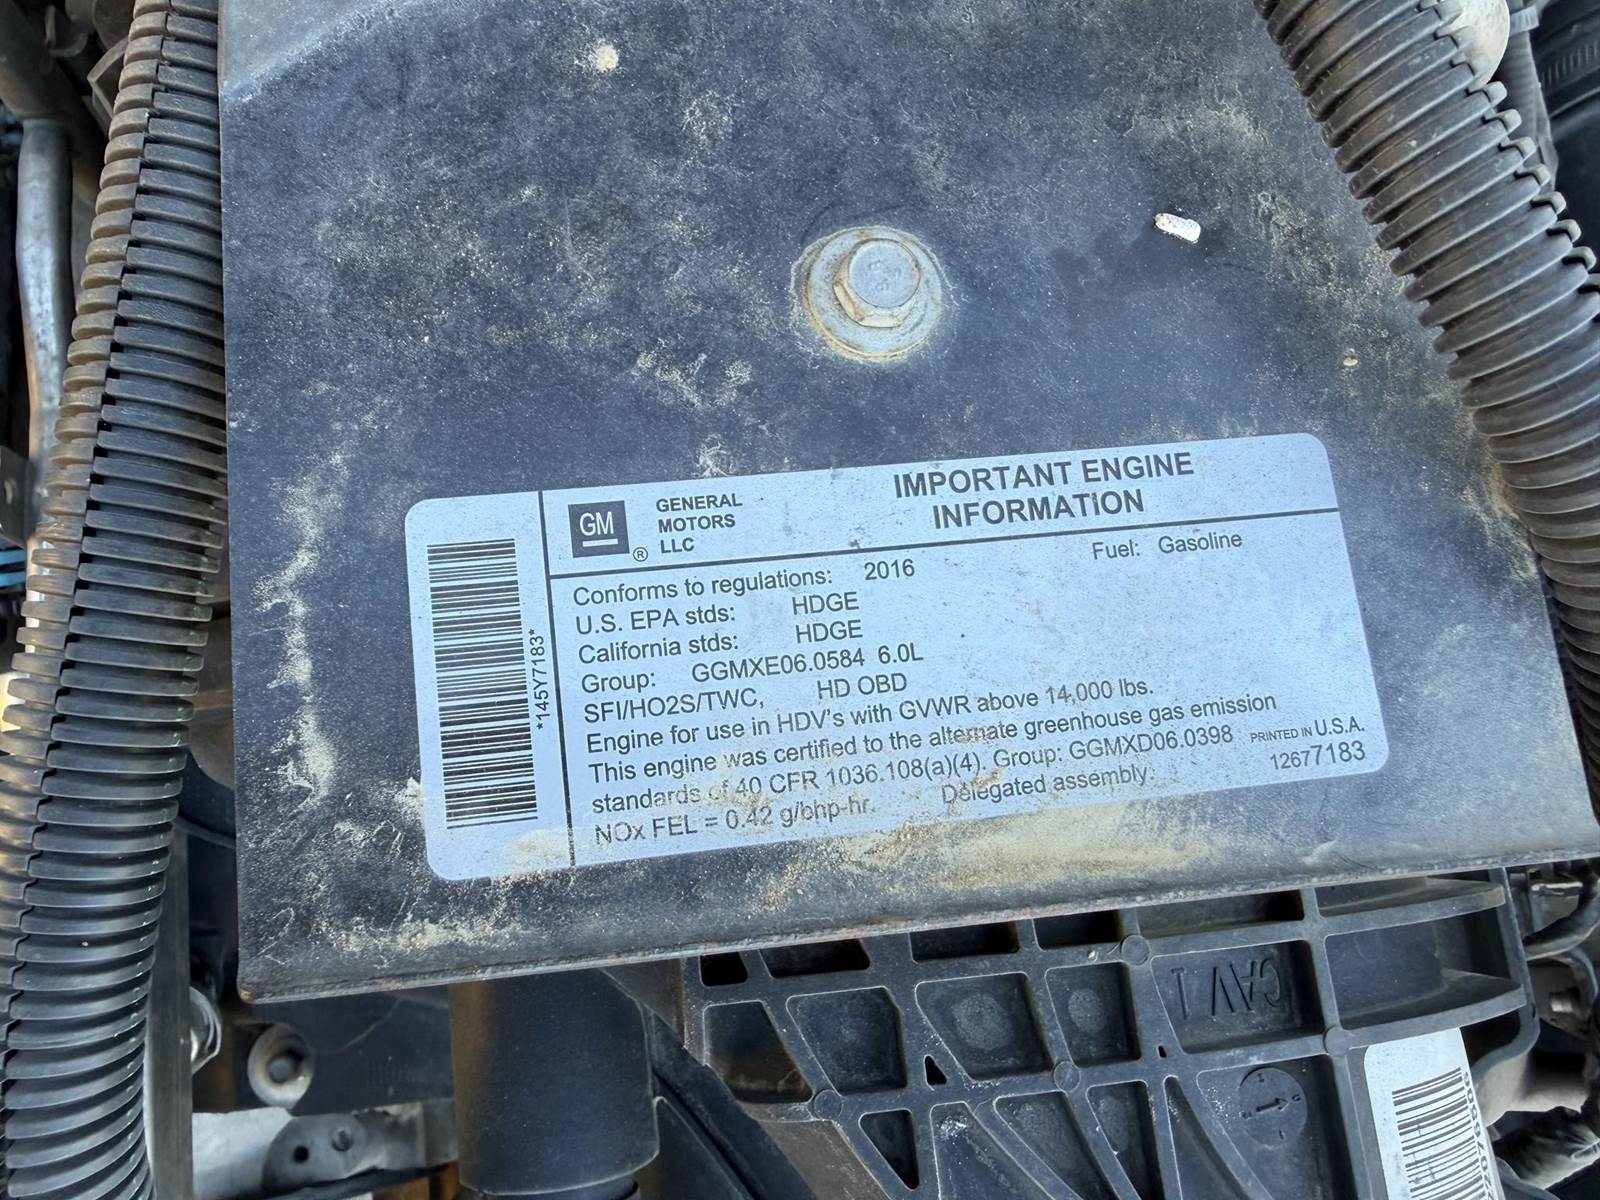 GM
®
GENERAL
MOTORS
LLC
IMPORTANT ENGINE
INFORMATION
Fuel: Gasoline
Conforms to regulations: 2016
U.S. EPA stds: HDGE
California stds: HDGE
Group: GGMXE06.0584 6.0L
SFI/HO2S/TWC, HD OBD
Engine for use in HDV's with GVWR above 14,000 lbs.
This engine was certified to the alternate greenhouse gas emission
standards of 40 CFR 1036.108(a)(4). Group: GGMXD06.0398
NOx FEL = 0.42 g/bhp-hr. Delegated assembly.
PRINTED IN U.S.A.
12677183
*145Y7183*
CAV 1